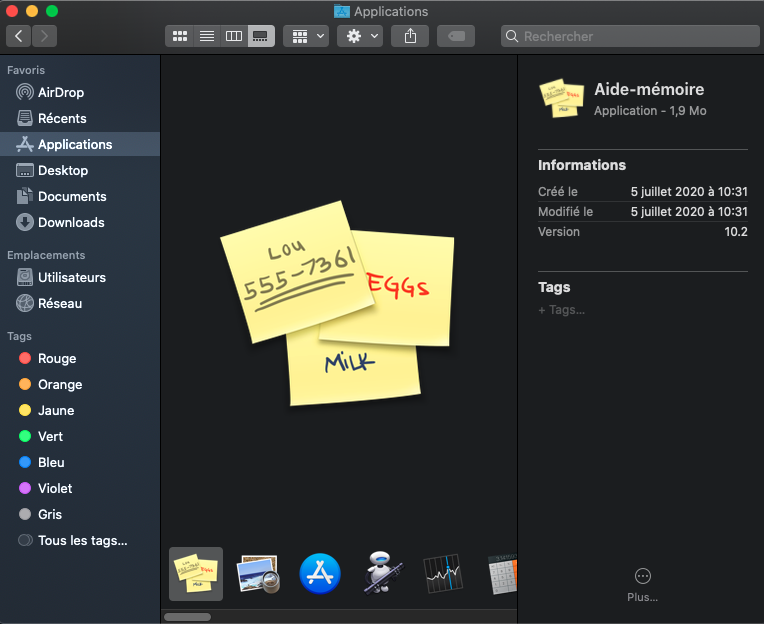 Applications
Rechercher
Favoris
AirDrop
Récents
Applications
Desktop
Documents
Downloads
Emplacements
Utilisateurs
Réseau
Tags
Rouge
Orange
Jaune
Vert
Bleu
Violet
Gris
Tous les tags...
LOU
555-7361
EGGS
MILK
Aide-mémoire
Application - 1,9 Mo
Informations
Créé le 5 juillet 2020 à 10:31
Modifié le 5 juillet 2020 à 10:31
Version 10.2
Tags
+ Tags...
Plus...